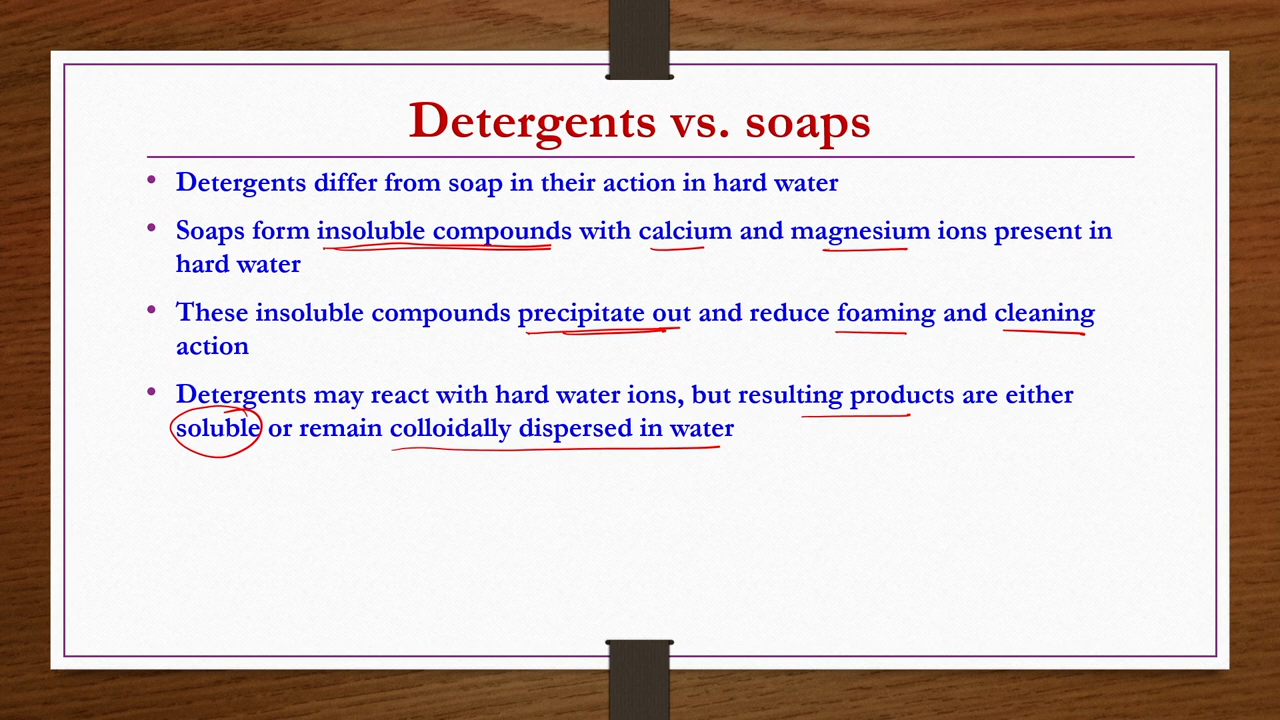 Detergents vs. soaps
• Detergents differ from soap in their action in hard water
• Soaps form insoluble compounds with calcium and magnesium ions present in
hard water
• These insoluble compounds precipitate out and reduce foaming and cleaning
action
• Detergents may react with hard water ions, but resulting products are either
soluble or remain colloidally dispersed in water